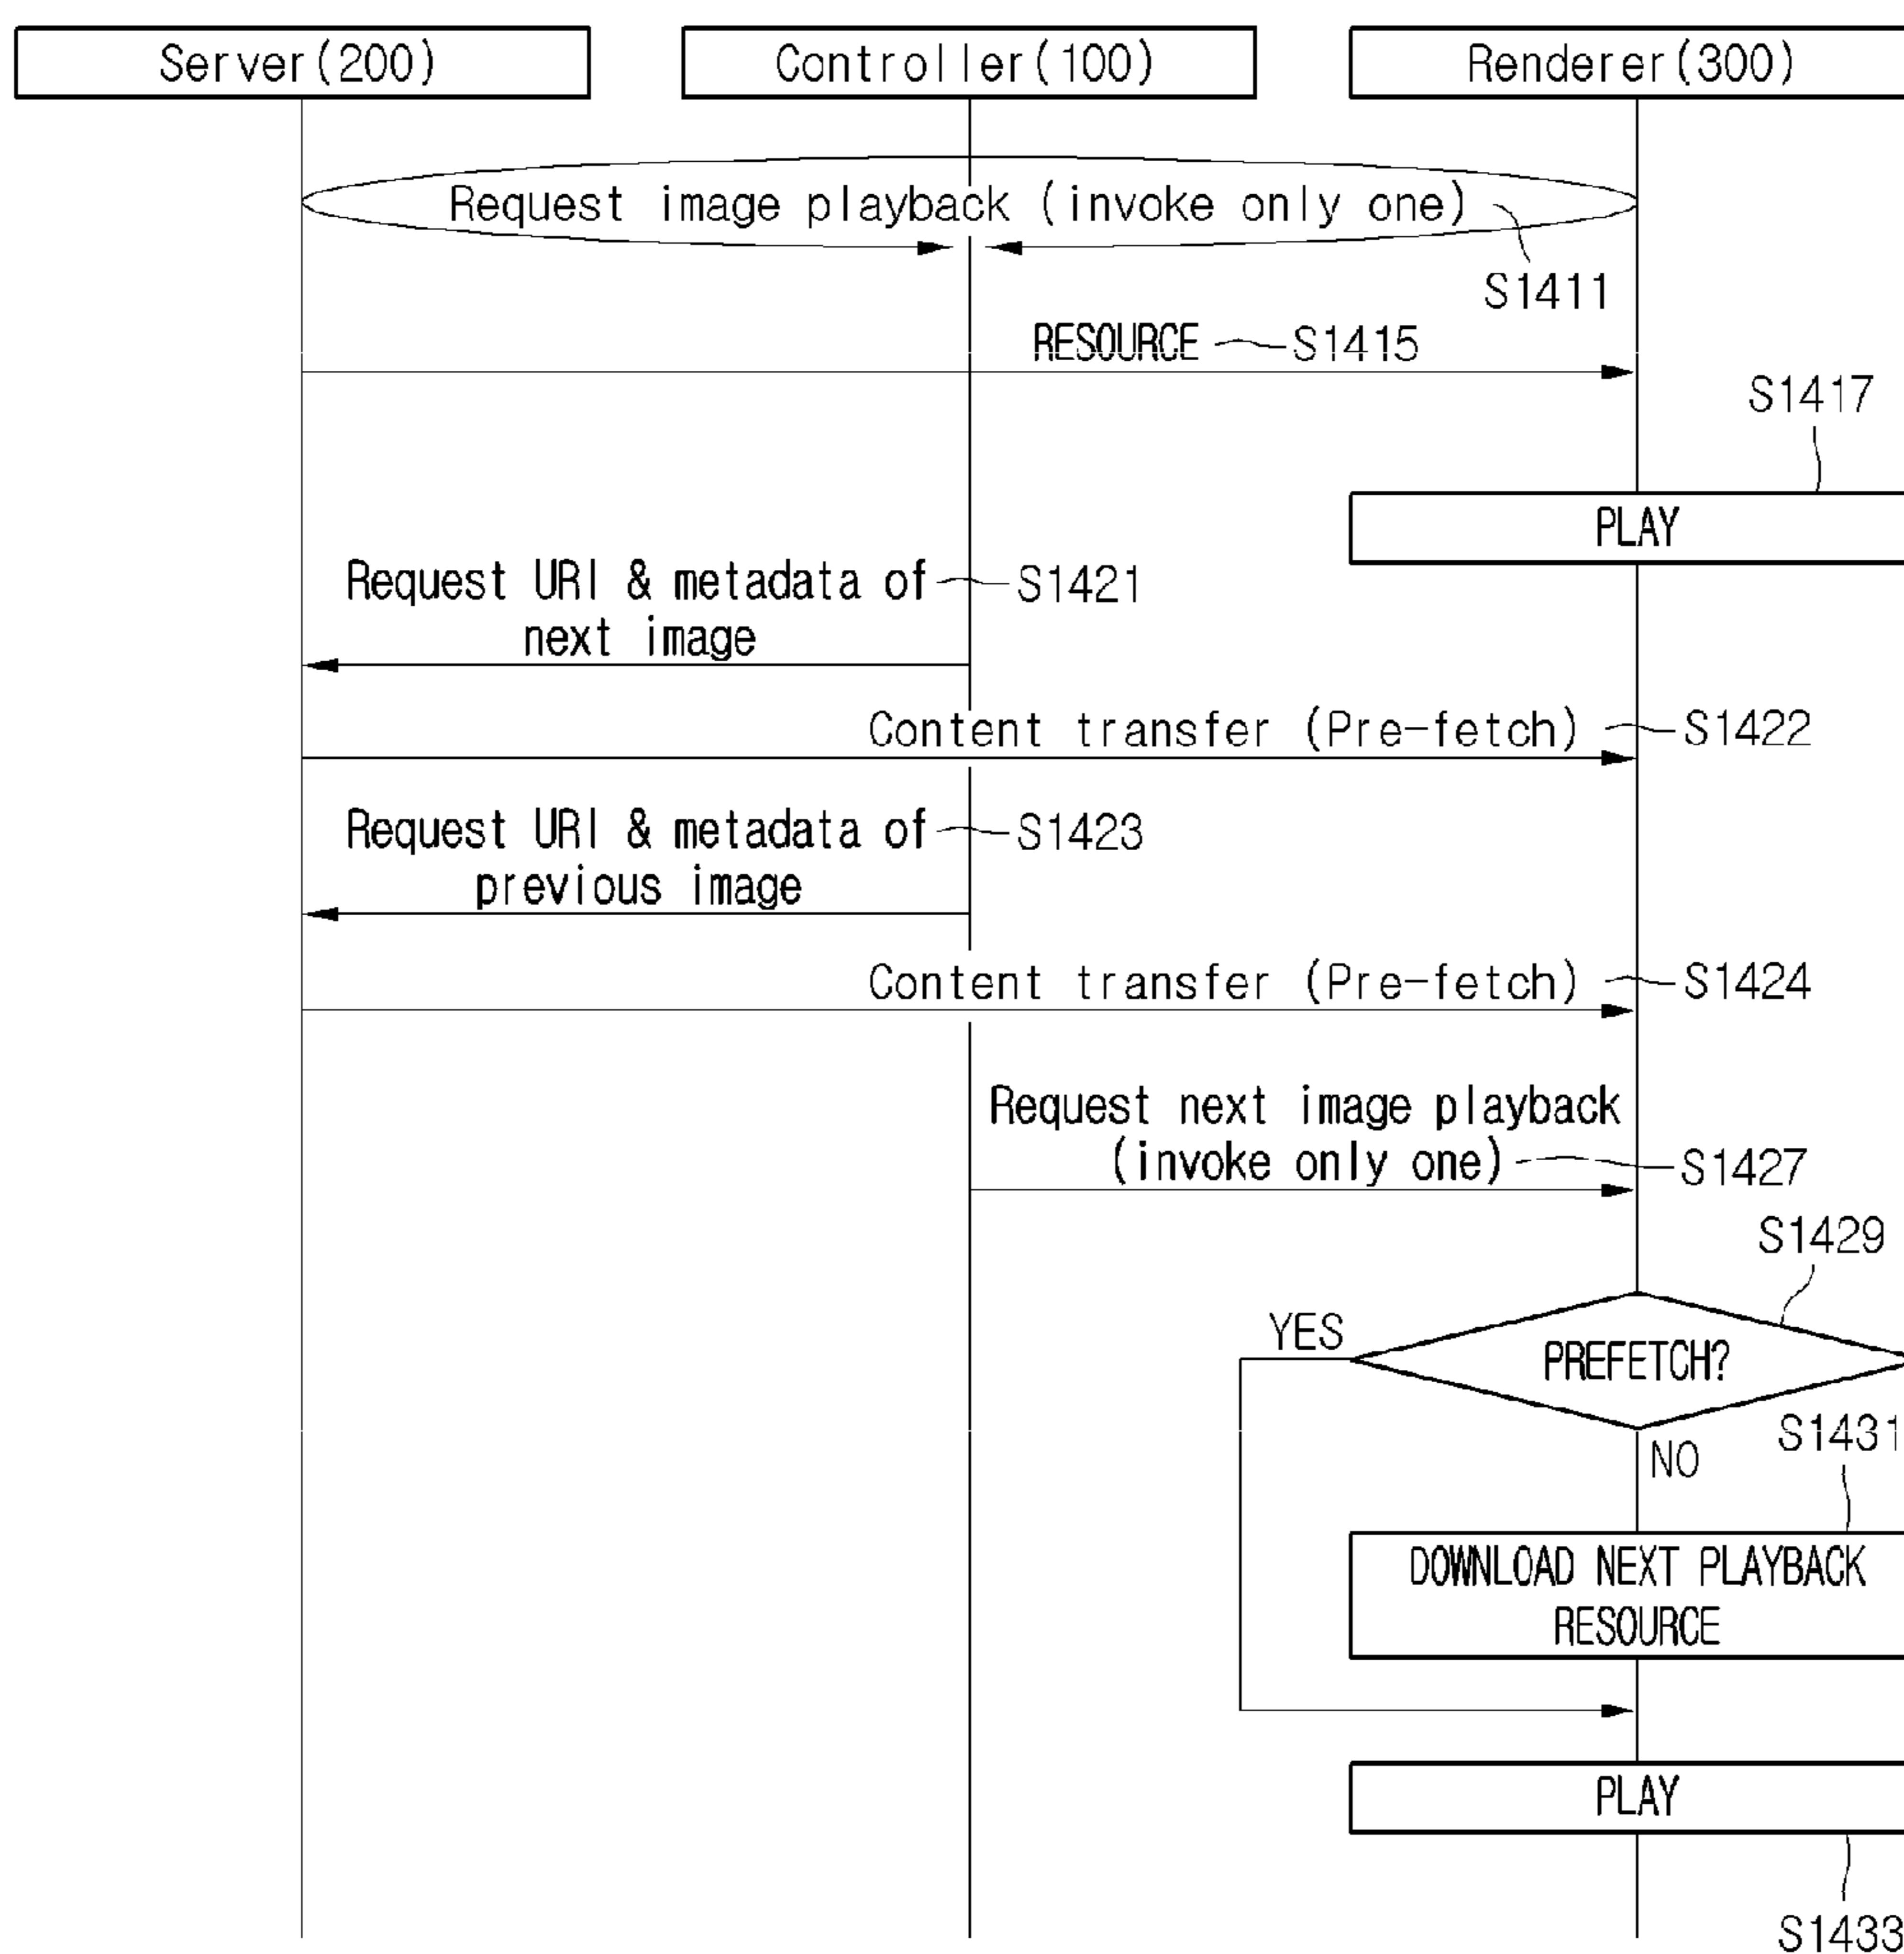 Server(200)
Controller(100)
Renderer(300)
Request image playback (invoke only one)
S1411
RESOURCE
S1415
S1417
PLAY
Request URI & metadata of
next image
S1421
Content transfer (Pre-fetch)
S1422
Request URI & metadata of
previous image
S1423
Content transfer (Pre-fetch)
S1424
Request next image playback
(invoke only one)
S1427
S1429
YES
PREFETCH?
NO
S1431
DOWNLOAD NEXT PLAYBACK
RESOURCE
PLAY
S1433